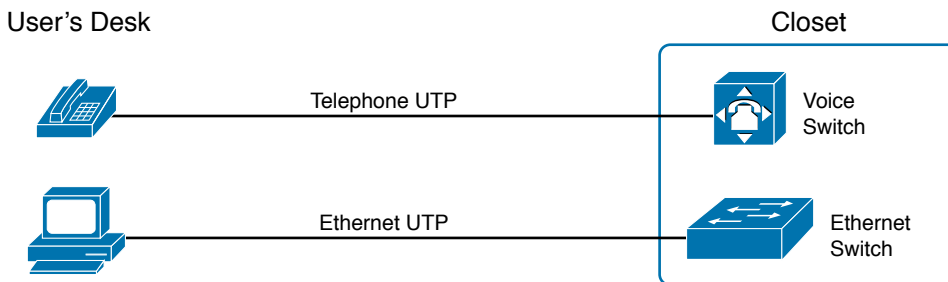 User’s Desk
Closet
Telephone UTP
Voice
Switch
Ethernet UTP
Ethernet
Switch